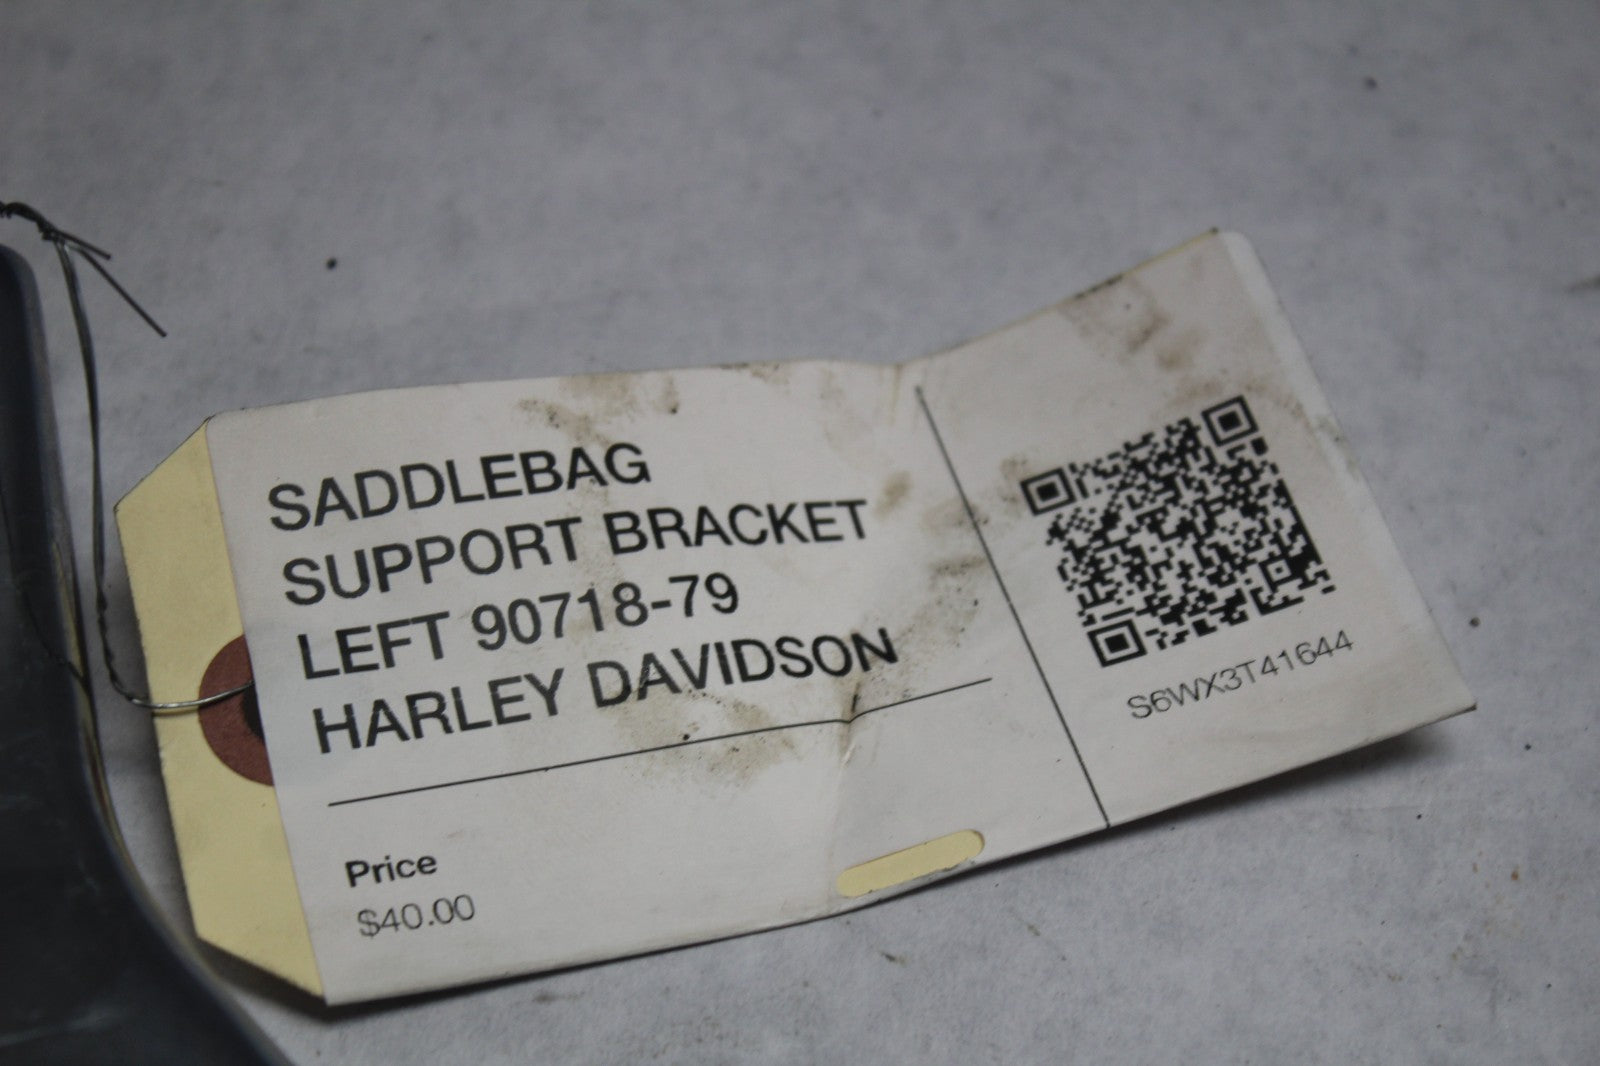 SADDLEBAG
SUPPORT BRACKET
LEFT 90718-79
HARLEY DAVIDSON
Price
$40.00
S6WX3T41644